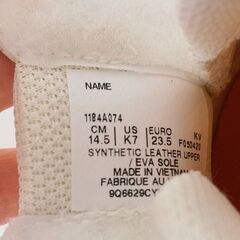 NAME
1184A074
CM US EURO KV
14.5 K7 23.5 F050420
SYNTHETIC LEATHER UPPER
/ EVA SOLE
MADE IN VIETNAM
FABRIQUE AU
9Q6629CY